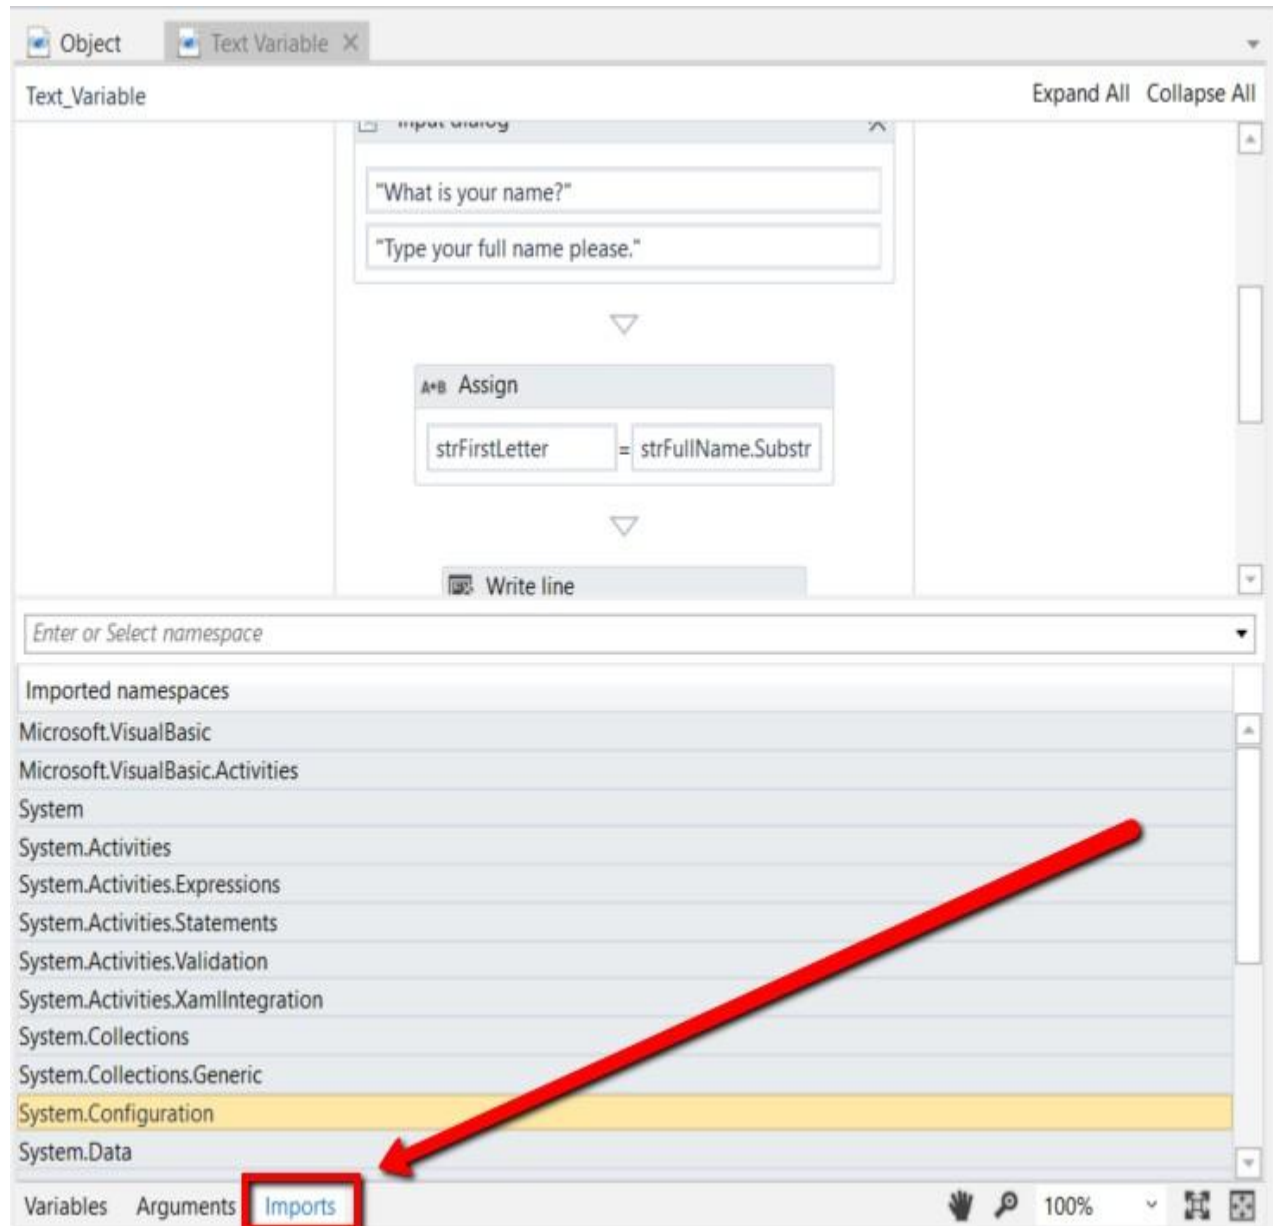 Object
Text Variable
Text_Variable
Expand All Collapse All
Input dialog
"What is your name?"
"Type your full name please."
A+B Assign
strFirstLetter = strFullName.Substr
Write line
Enter or Select namespace
Imported namespaces
Microsoft.VisualBasic
Microsoft.VisualBasic.Activities
System
System.Activities
System.Activities.Expressions
System.Activities.Statements
System.Activities.Validation
System.Activities.XamlIntegration
System.Collections
System.Collections.Generic
System.Configuration
System.Data
Variables Arguments Imports 100%